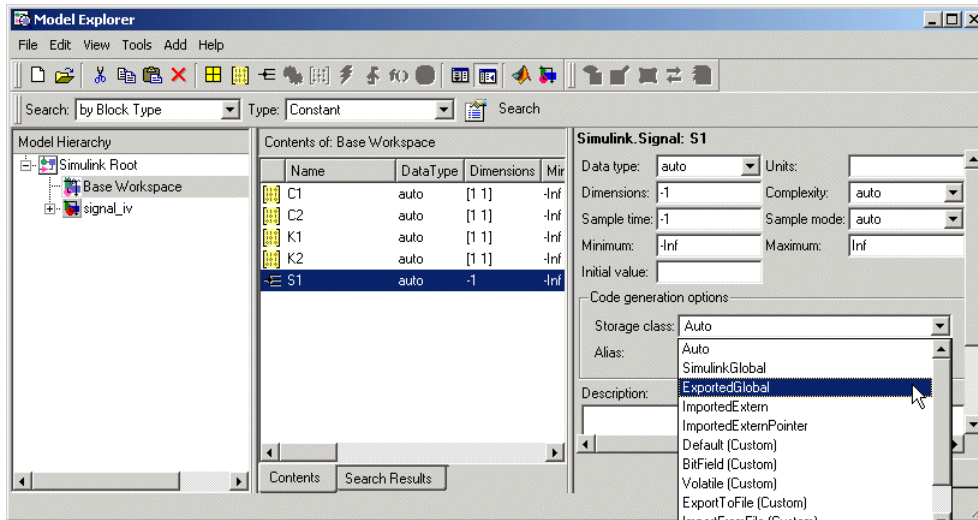 Model Explorer
File Edit View Tools Add Help
Search: by Block Type Type: Constant Search
Model Hierarchy
Simulink Root
Base Workspace
signal_iv
Contents of: Base Workspace
Name DataType Dimensions Mir
C1 auto [1 1] -Inf
C2 auto [1 1] -Inf
K1 auto [1 1] -Inf
K2 auto [1 1] -Inf
S1 auto -1 -Inf
Contents Search Results
Simulink.Signal: S1
Data type: auto Units:
Dimensions: -1 Complexity: auto
Sample time: -1 Sample mode: auto
Minimum: -Inf Maximum: Inf
Initial value:
Code generation options
Storage class: Auto
Alias:
Description:
Auto
SimulinkGlobal
ExportedGlobal
ImportedExtern
ImportedExternPointer
Default (Custom)
BitField (Custom)
Volatile (Custom)
ExportToFile (Custom)
ImportFromFile (Custom)